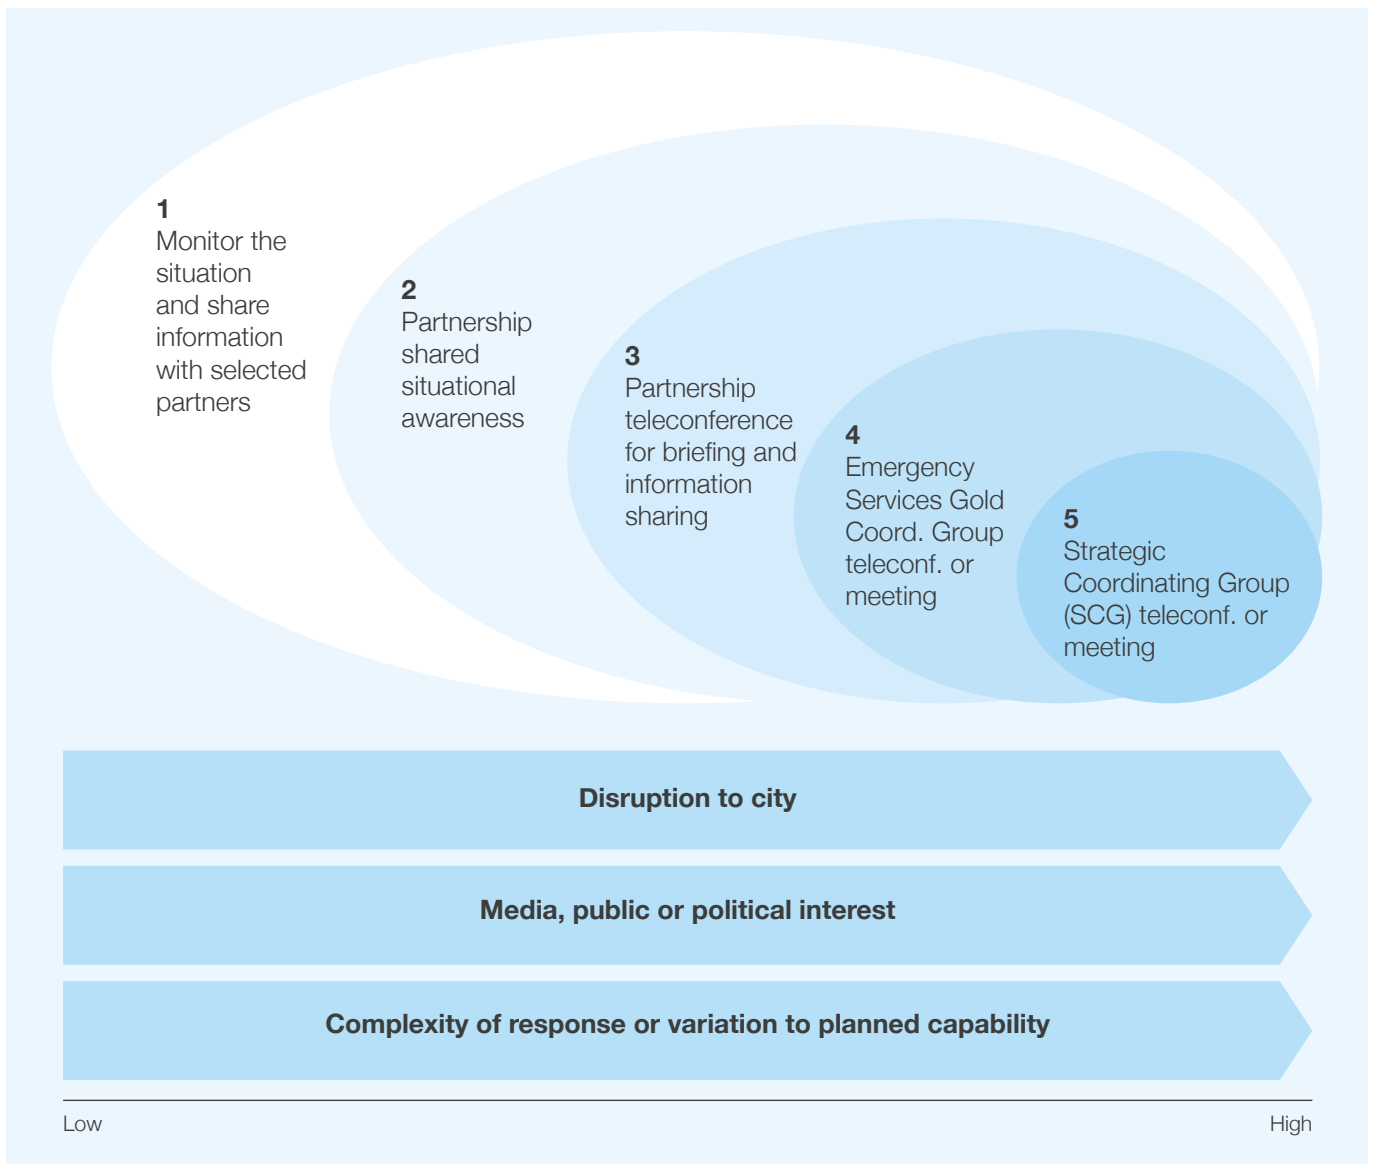 1
Monitor the
situation
and share
information
with selected
partners
2
Partnership
shared
situational
awareness
3
Partnership
teleconference
for briefing and
information
sharing
4
Emergency
Services Gold
Coord. Group
teleconf. or
meeting
5
Strategic
Coordinating Group
(SCG) teleconf. or
meeting
Disruption to city
Media, public or political interest
Complexity of response or variation to planned capability
Low
High